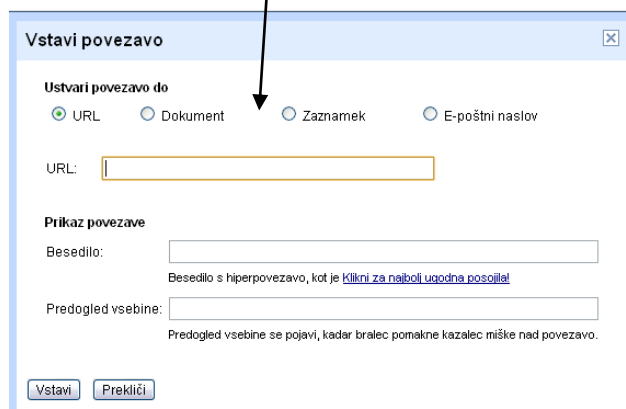 Vstavi povezavo
Ustvari povezavo do
URL Dokument Zaznamek E-poštni naslov
URL:
Prikaz povezave
Besedilo:
Besedilo s hiperpovezavo, kot je Klikni za najbolj ugodna posojila!
Predogled vsebine:
Predogled vsebine se pojavi, kadar bralec pomakne kazalec miške nad povezavo.
Vstavi Prekliči